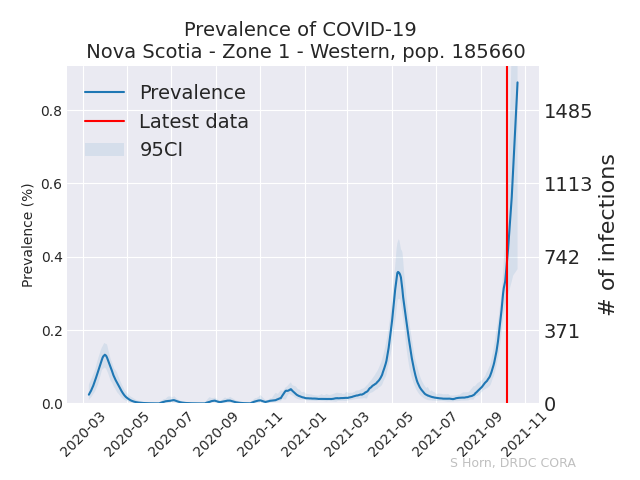 Prevalence of COVID-19
Nova Scotia - Zone 1 - Western, pop. 185660
Prevalence
Latest data
95CI
Prevalence (%)
0.8
0.6
0.4
0.2
0.0
1485
1113
742
371
0
# of infections
2020-03
2020-05
2020-07
2020-09
2020-11
2021-01
2021-03
2021-05
2021-07
2021-09
2021-11
S Horn, DRDC CORA